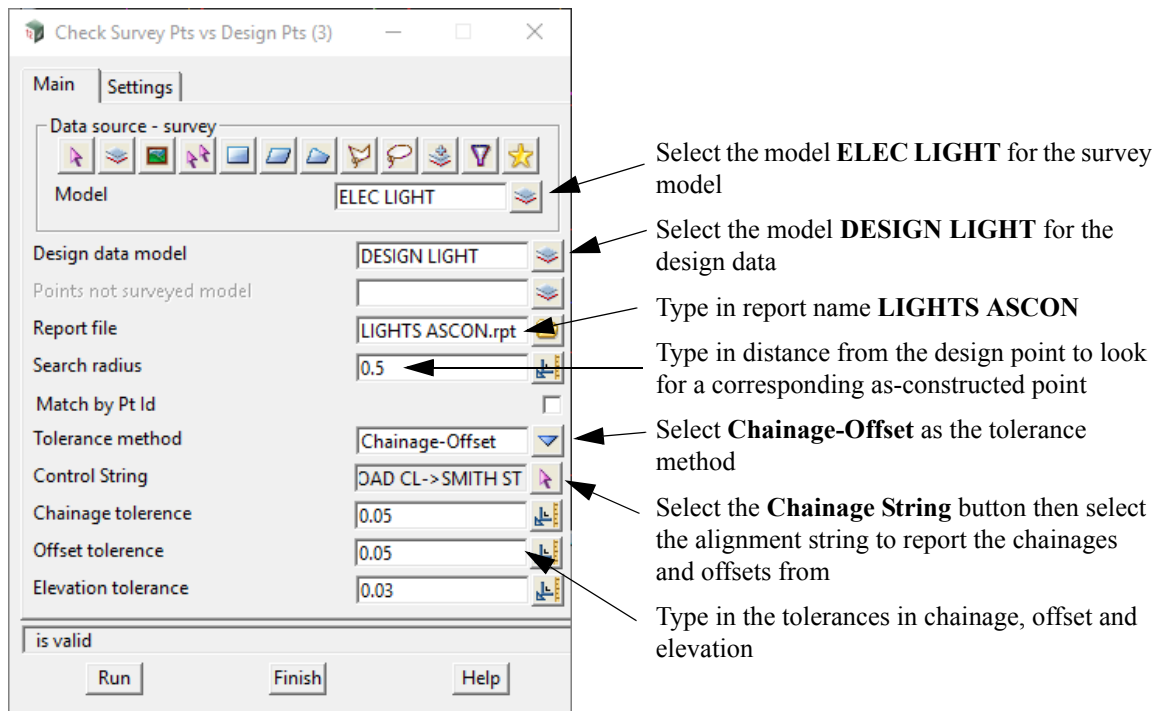 Check Survey Pts vs Design Pts (3)
Main
Settings
Data source - survey
Model
ELEC LIGHT
Design data model
DESIGN LIGHT
Points not surveyed model
Report file
LIGHTS ASCON.rpt
Search radius
0.5
Match by Pt Id
Tolerance method
Chainage-Offset
Control String
OAD CL->SMITH ST
Chainage tolerence
0.05
Offset tolerence
0.05
Elevation tolerance
0.03
is valid
Run
Finish
Help
Select the model ELEC LIGHT for the survey
model
Select the model DESIGN LIGHT for the
design data
Type in report name LIGHTS ASCON
Type in distance from the design point to look
for a corresponding as-constructed point
Select Chainage-Offset as the tolerance
method
Select the Chainage String button then select
the alignment string to report the chainages
and offsets from
Type in the tolerances in chainage, offset and
elevation